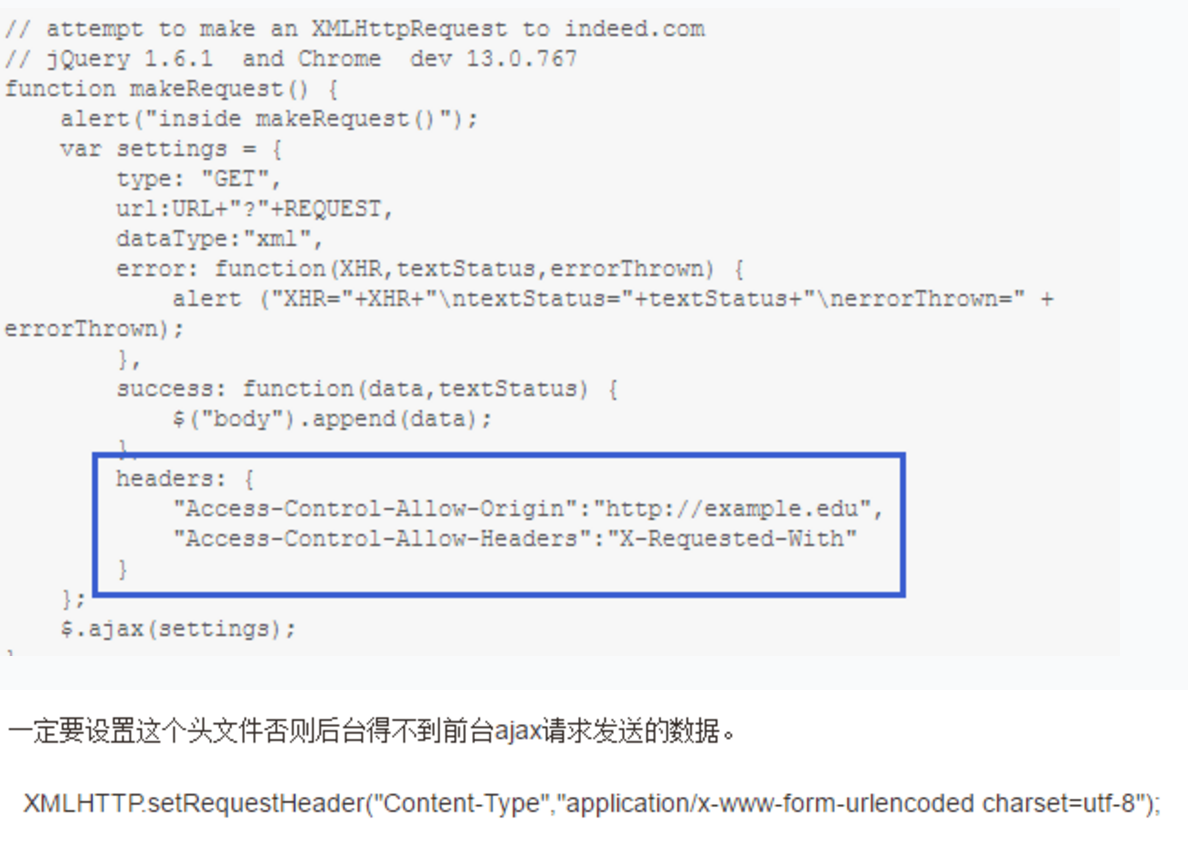 // attempt to make an XMLHttpRequest to indeed.com
// jQuery 1.6.1  and Chrome  dev 13.0.767
function makeRequest() {
    alert("inside makeRequest()");
    var settings = {
        type: "GET",
        url:URL+"?"+REQUEST,
        dataType:"xml",
        error: function(XHR,textStatus,errorThrown) {
            alert ("XHR="+XHR+"\ntextStatus="+textStatus+"\nerrorThrown=" +
errorThrown);
        },
        success: function(data,textStatus) {
            $("body").append(data);
        },
        headers: {
            "Access-Control-Allow-Origin":"http://example.edu",
            "Access-Control-Allow-Headers":"X-Requested-With"
        }
    };
    $.ajax(settings);
一定要设置这个头文件否则后台得不到前台ajax请求发送的数据。
XMLHTTP.setRequestHeader("Content-Type","application/x-www-form-urlencoded charset=utf-8");